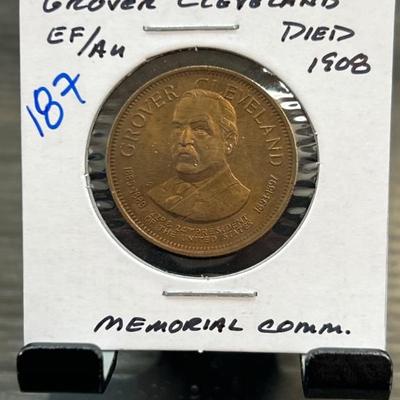 GROVER CLEVELAND
EF/AU
DIED
1908
187
GROVER CLEVELAND
1885-1889
1893-1897
22ND & 24TH PRESIDENT
OF THE UNITED STATES
MEMORIAL COMM.